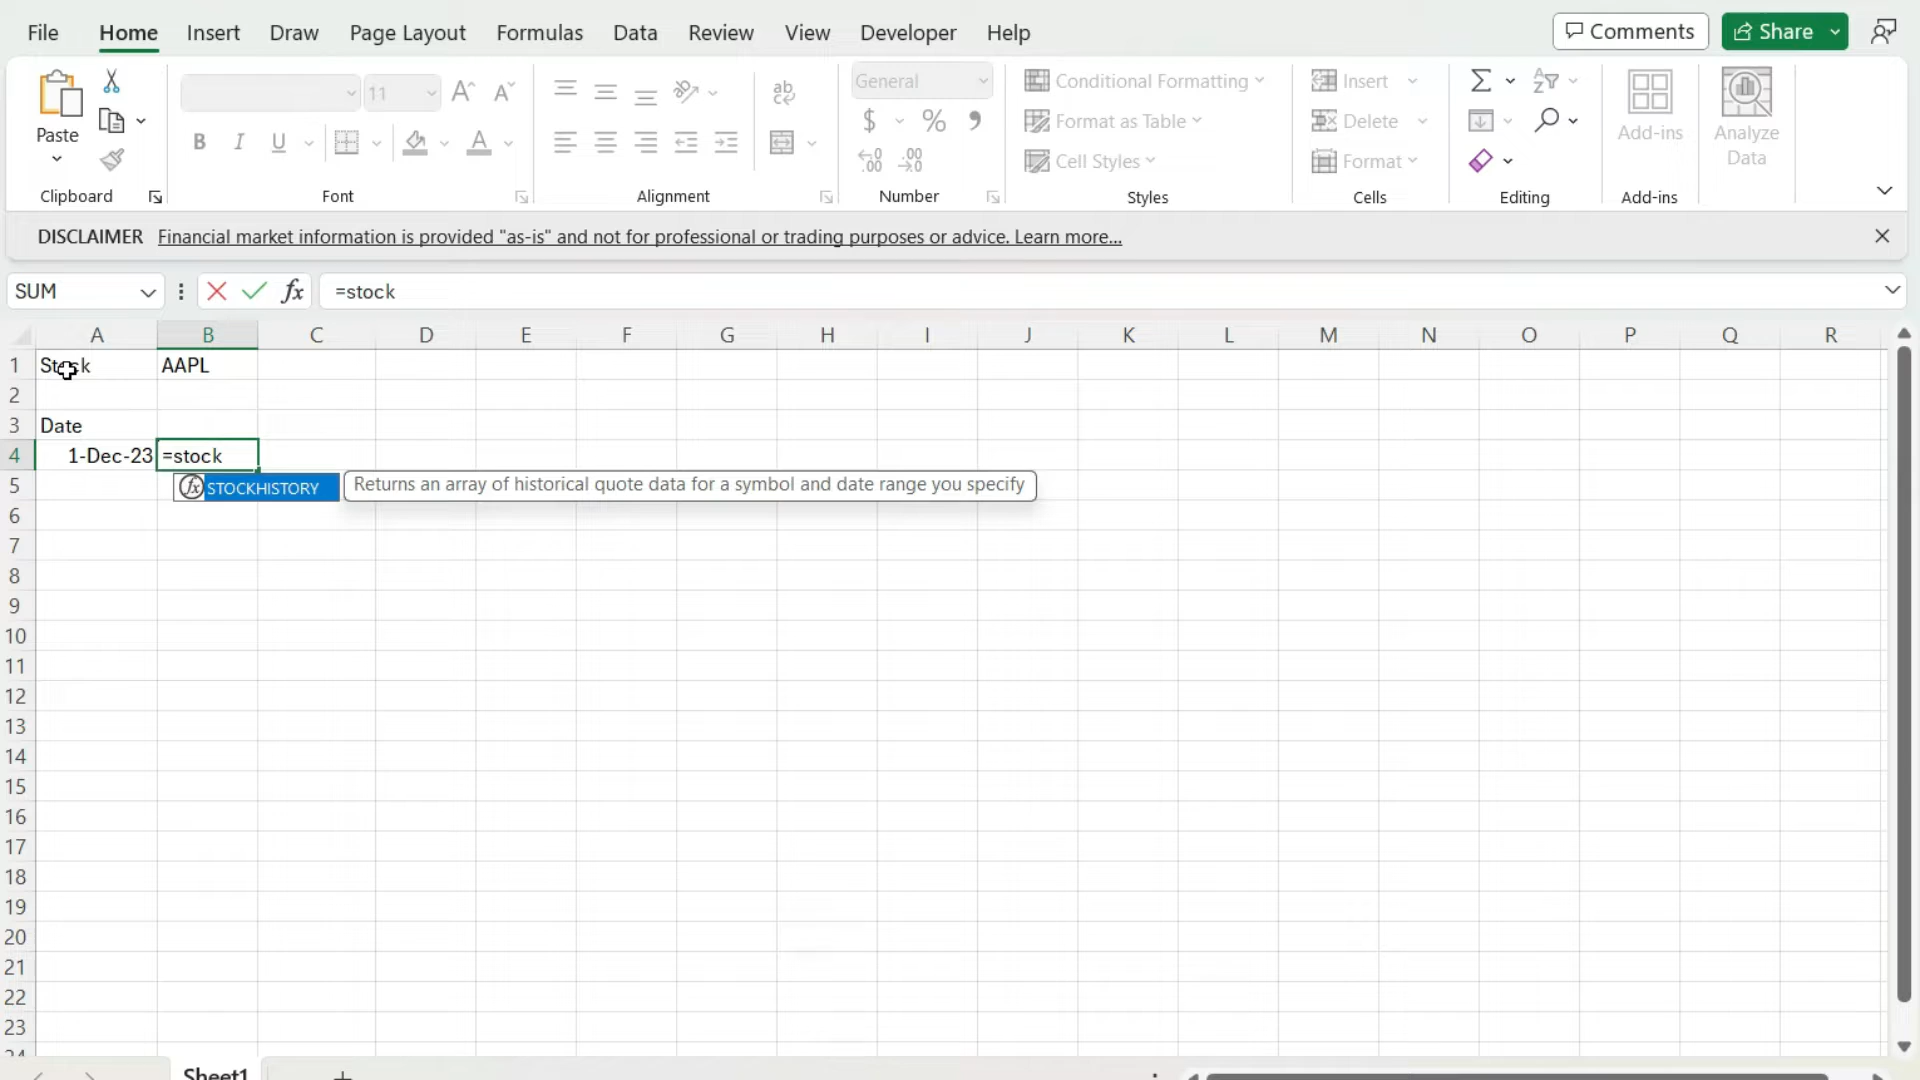 File Home Insert Draw Page Layout Formulas Data Review View Developer Help Comments Share
General
11 A A Conditional Formatting Insert
Paste B I U A $ % Format as Table Delete Add-ins Analyze Data
Cell Styles Format
Clipboard Font Alignment Number Styles Cells Editing Add-ins
DISCLAIMER Financial market information is provided "as-is" and not for professional or trading purposes or advice. Learn more...
SUM fx =stock
A B C D E F G H I J K L M N O P Q R
1 Stock AAPL
2
3 Date
4 1-Dec-23 =stock
5 fx STOCKHISTORY Returns an array of historical quote data for a symbol and date range you specify
6
7
8
9
10
11
12
13
14
15
16
17
18
19
20
21
22
23
24
Sheet1